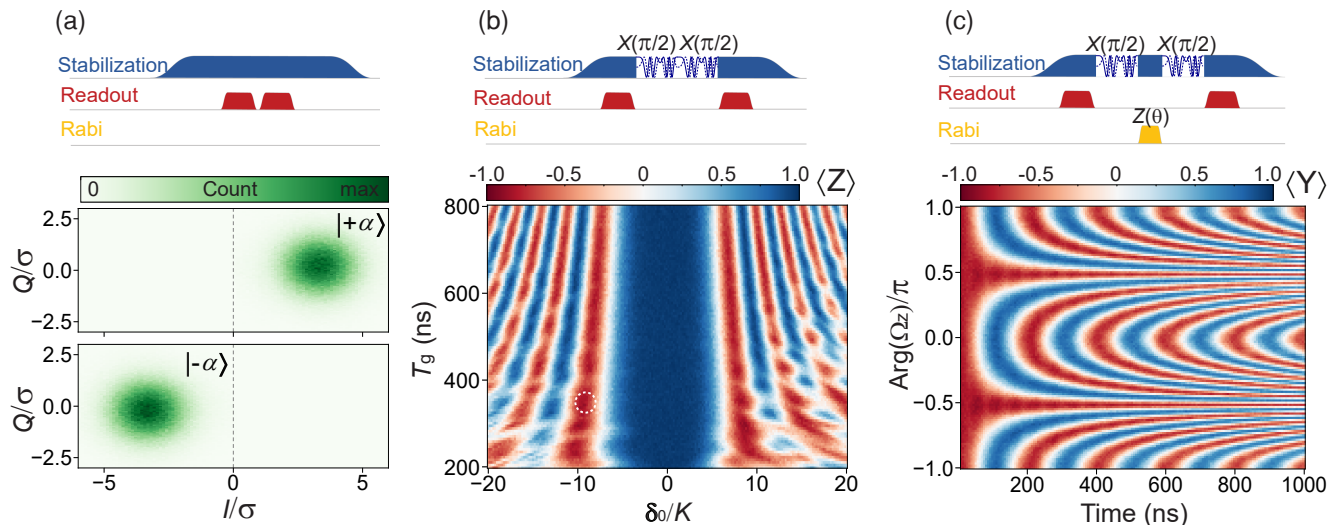 (a)
Stabilization
Readout
Rabi
0 Count max
2.5
0.0
−2.5
Q/σ
|+α⟩
2.5
0.0
−2.5
Q/σ
|-α⟩
−5 0 5
I/σ
(b)
X(π/2) X(π/2)
Stabilization
Readout
Rabi
-1.0 -0.5 0 0.5 1.0
⟨Z⟩
800
600
400
200
Tg (ns)
−20 −10 0 10 20
δ₀/K
(c)
X(π/2) X(π/2)
Stabilization
Readout
Z(θ)
Rabi
-1.0 -0.5 0 0.5 1.0
⟨Y⟩
1.0
0.5
0.0
-0.5
-1.0
Arg(Ωz)/π
200 400 600 800 1000
Time (ns)